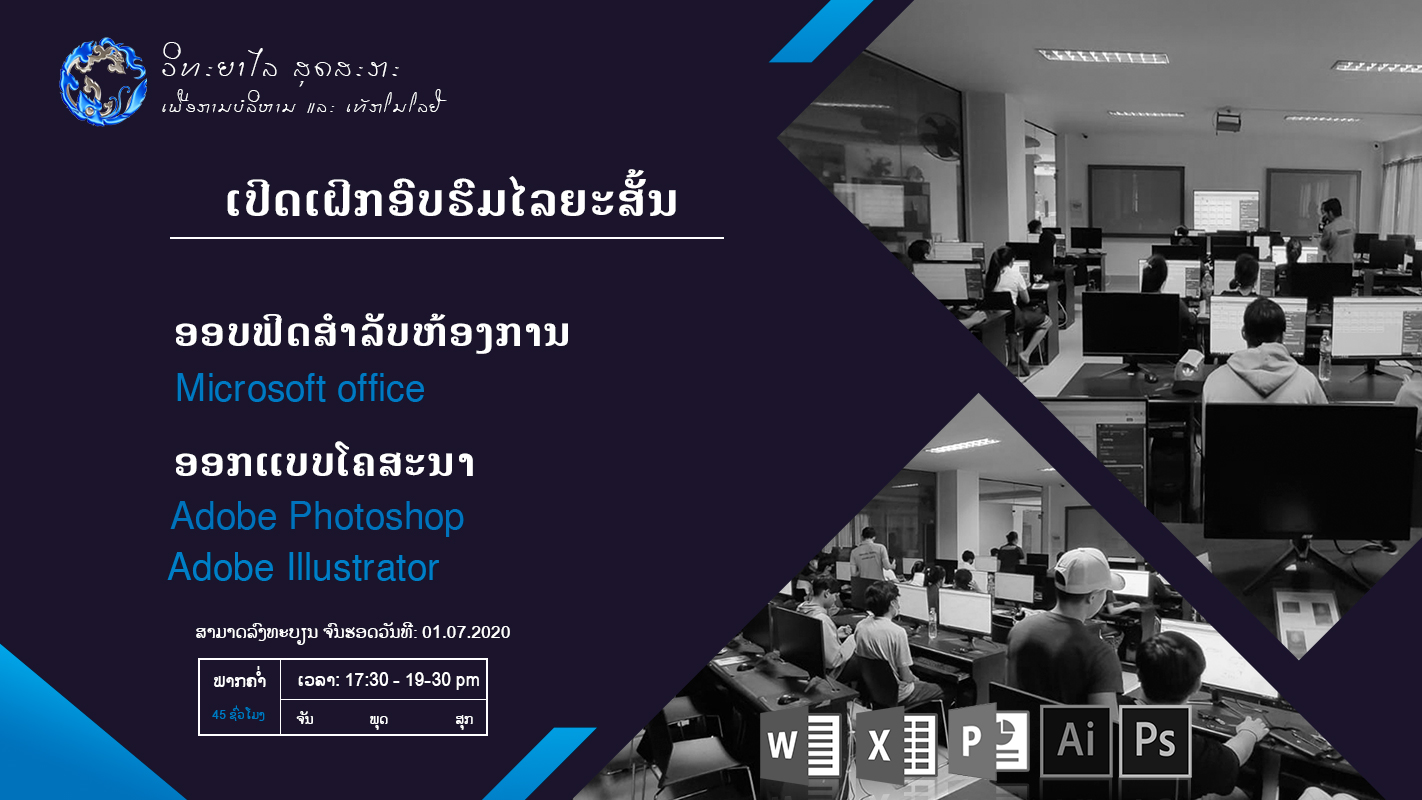 ວິທະຍາໄລ ສຸດສະກະ
ເພື່ອການບໍລິຫານ ແລະ ເທັກໂນໂລຢີ
ເປີດເຝິກອົບຮົມໄລຍະສັ້ນ
ອອບຟິດສຳລັບຫ້ອງການ
Microsoft office
ອອກແບບໂຄສະນາ
Adobe Photoshop
Adobe Illustrator
ສາມາດລົງທະບຽນ ຈົນຮອດວັນທີ: 01.07.2020
ພາກຄ່ຳ ເວລາ: 17:30 - 19-30 pm
45 ຊົ່ວໂມງ ຈັນ ພຸດ ສຸກ
W X P Ai Ps